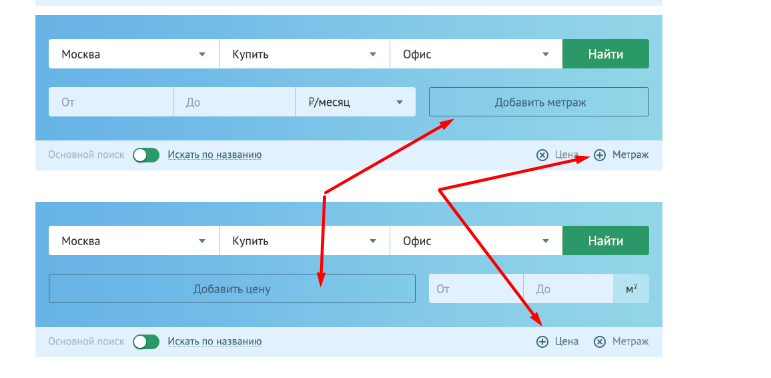 Москва Купить Офис Найти
От До ₽/месяц Добавить метраж
Основной поиск Искать по названию Цена Метраж
Москва Купить Офис Найти
Добавить цену От До м²
Основной поиск Искать по названию Цена Метраж